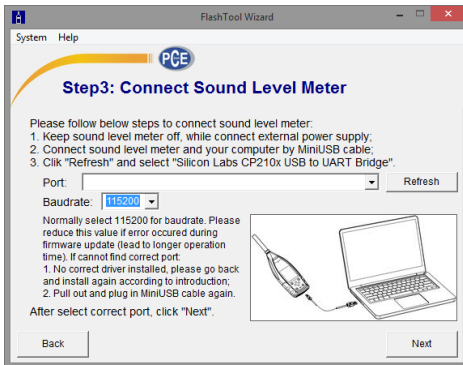 FlashTool Wizard
System Help
PCE
Step3: Connect Sound Level Meter
Please follow below steps to connect sound level meter:
1. Keep sound level meter off, while connect external power supply;
2. Connect sound level meter and your computer by MiniUSB cable;
3. Clik "Refresh" and select "Silicon Labs CP210x USB to UART Bridge".
Port: Refresh
Baudrate: 115200
Normally select 115200 for baudrate. Please
reduce this value if error occured during
firmware update (lead to longer operation
time). If cannot find correct port:
1. No correct driver installed, please go back
and install again according to introduction;
2. Pull out and plug in MiniUSB cable again.
After select correct port, click "Next".
Back Next